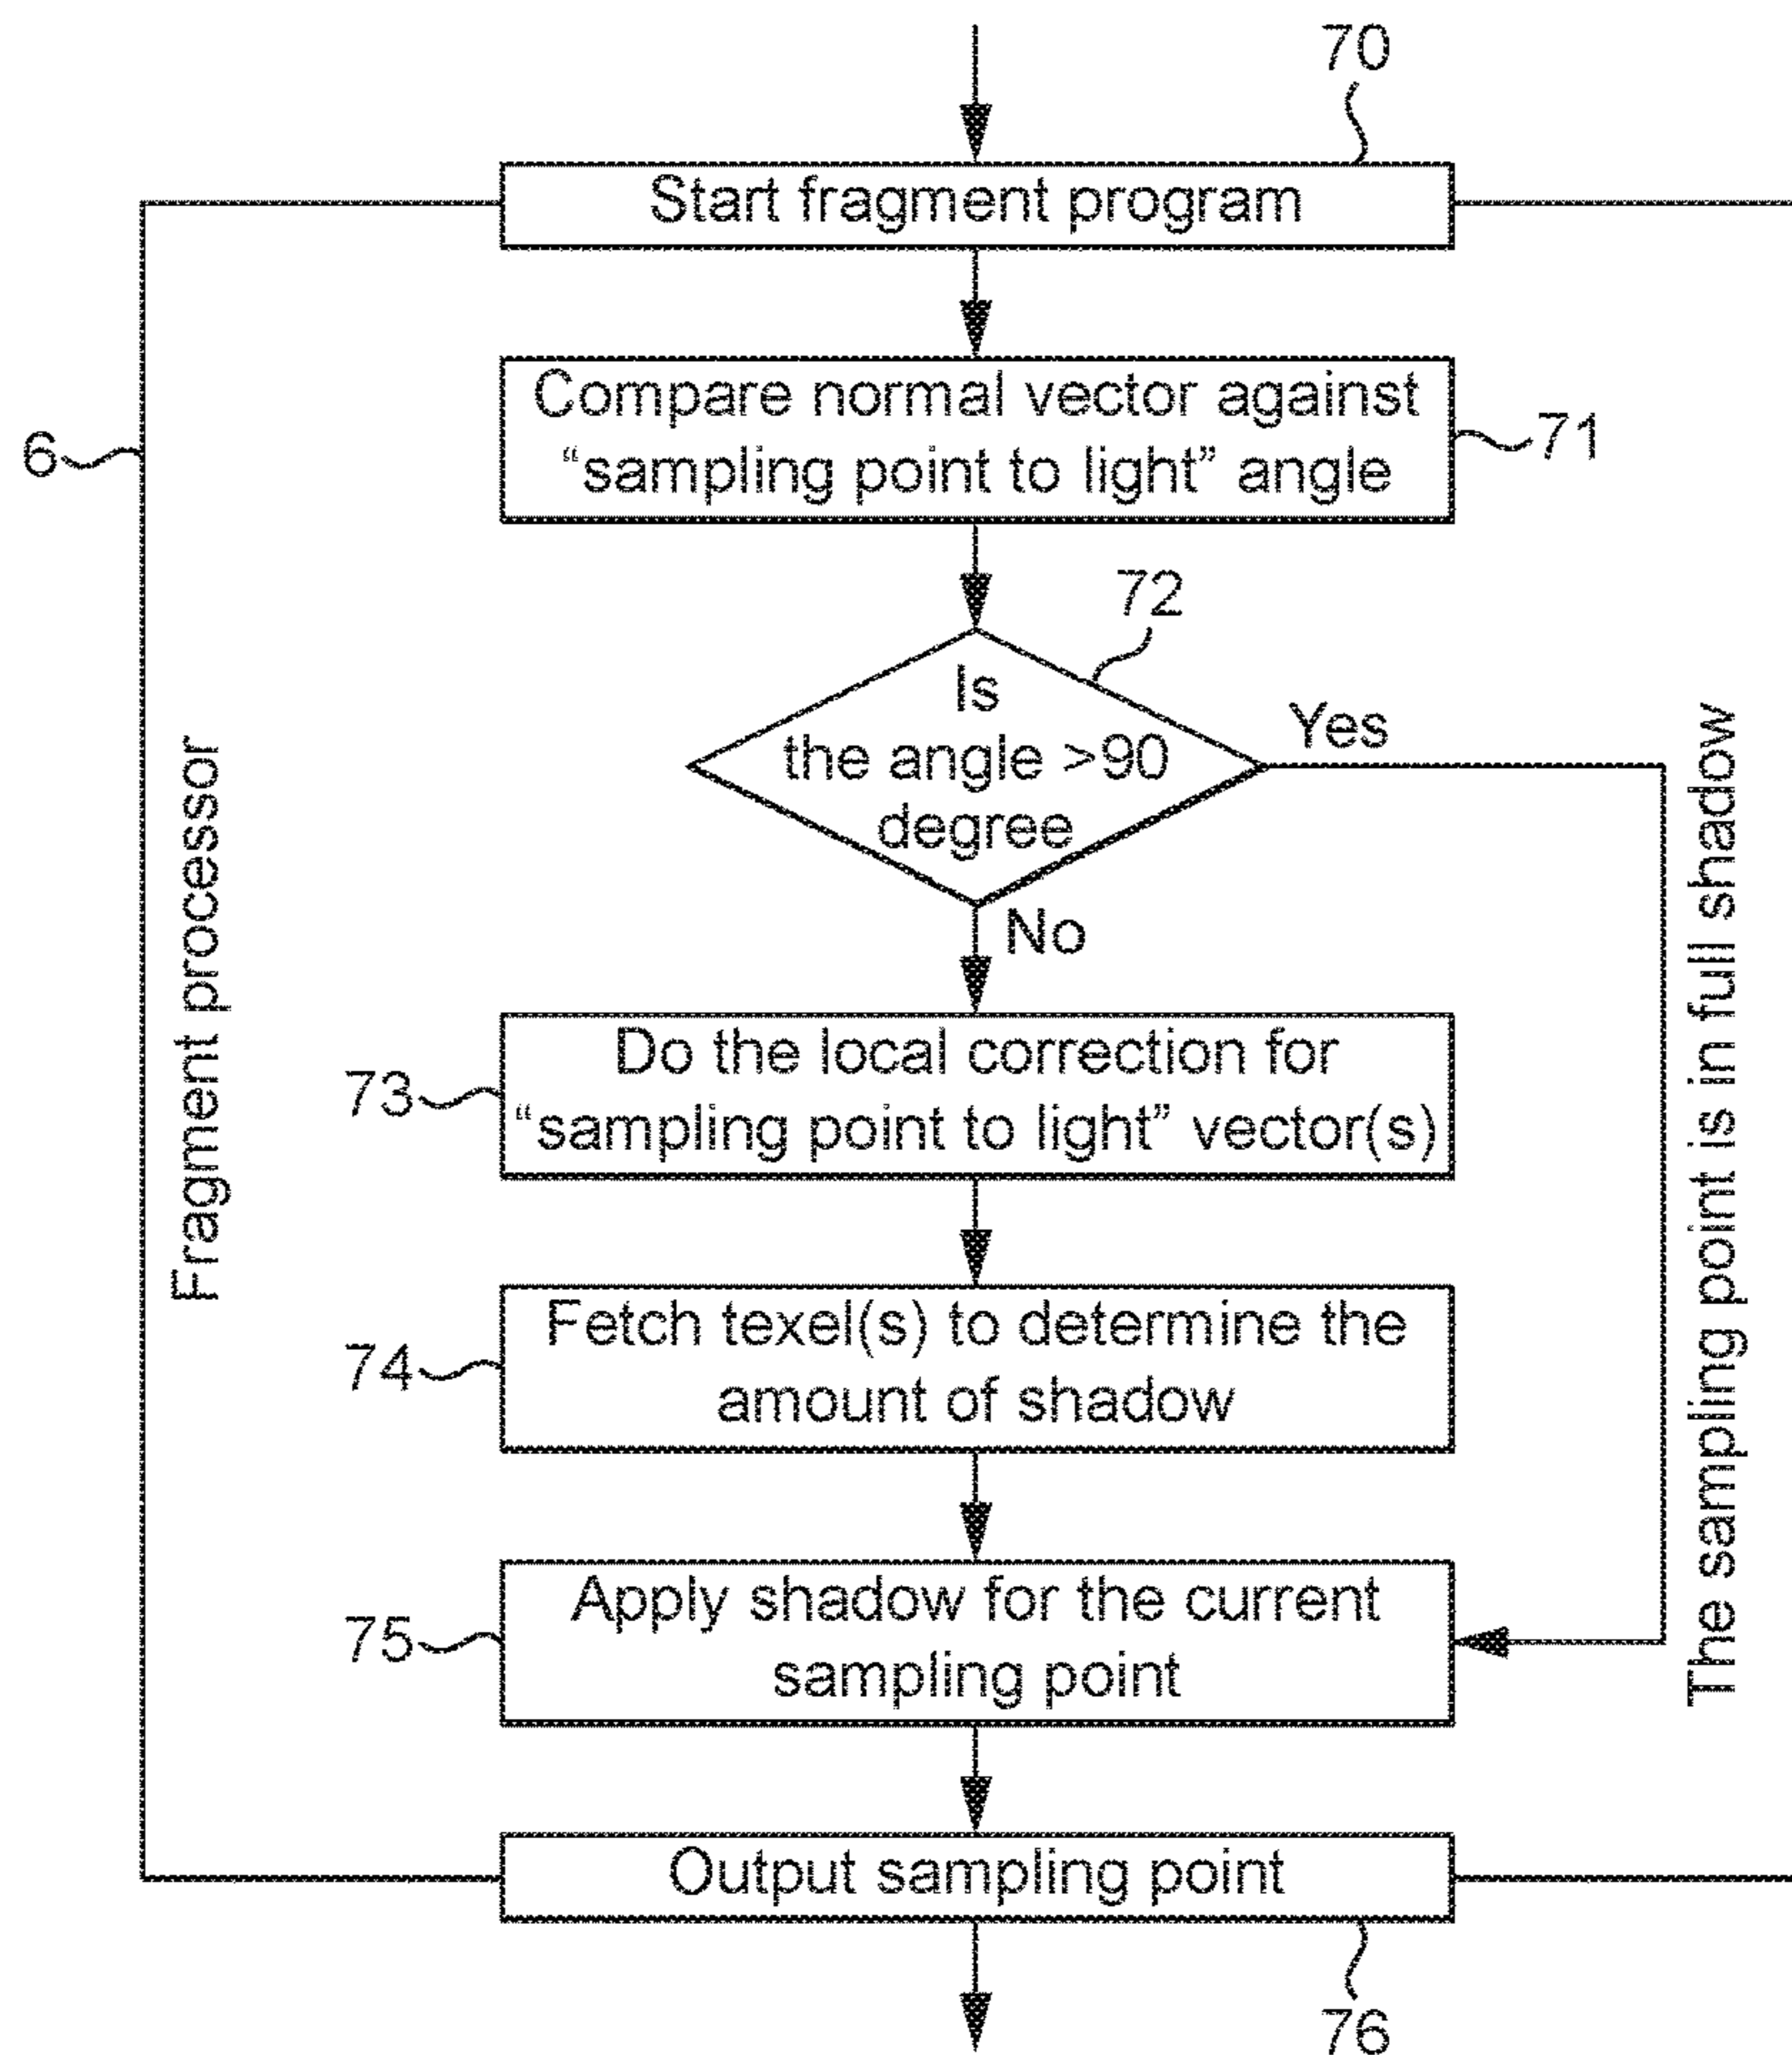 70
Start fragment program
Compare normal vector against
“sampling point to light” angle
71
6
72
Is
the angle >90
degree
Yes
No
Fragment processor
The sampling point is in full shadow
Do the local correction for
“sampling point to light” vector(s)
73
Fetch texel(s) to determine the
amount of shadow
74
Apply shadow for the current
sampling point
75
Output sampling point
76